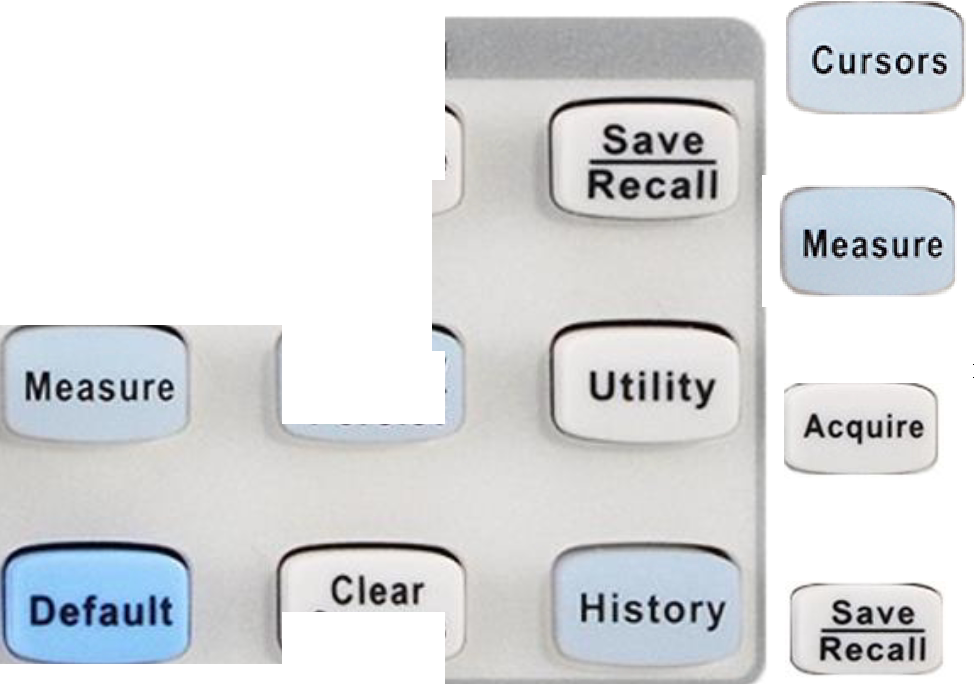 Save
Recall
Cursors
Measure
Measure
Utility
Acquire
Default
Clear
History
Save
Recall